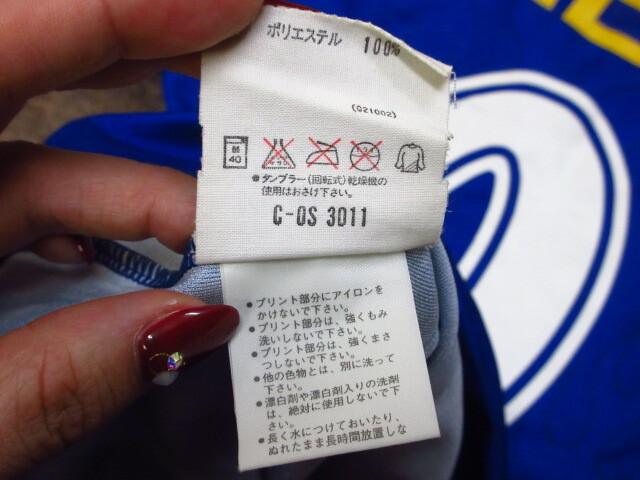 ポリエステル 100%
(021002)
40
●タンブラー(回転式)乾燥機の
使用はおさけ下さい。
C-OS 3011
●プリント部分にアイロンを
かけないで下さい。
●プリント部分は、強くもみ
洗いしないで下さい。
●プリント部分は、強くまさ
つしないで下さい。
●他の色物とは、別に洗って
下さい。
●漂白剤や漂白剤入りの洗剤
は、絶対に使用しないで下
さい。
●長く水につけておいたり、
ぬれたまま長時間放置しな